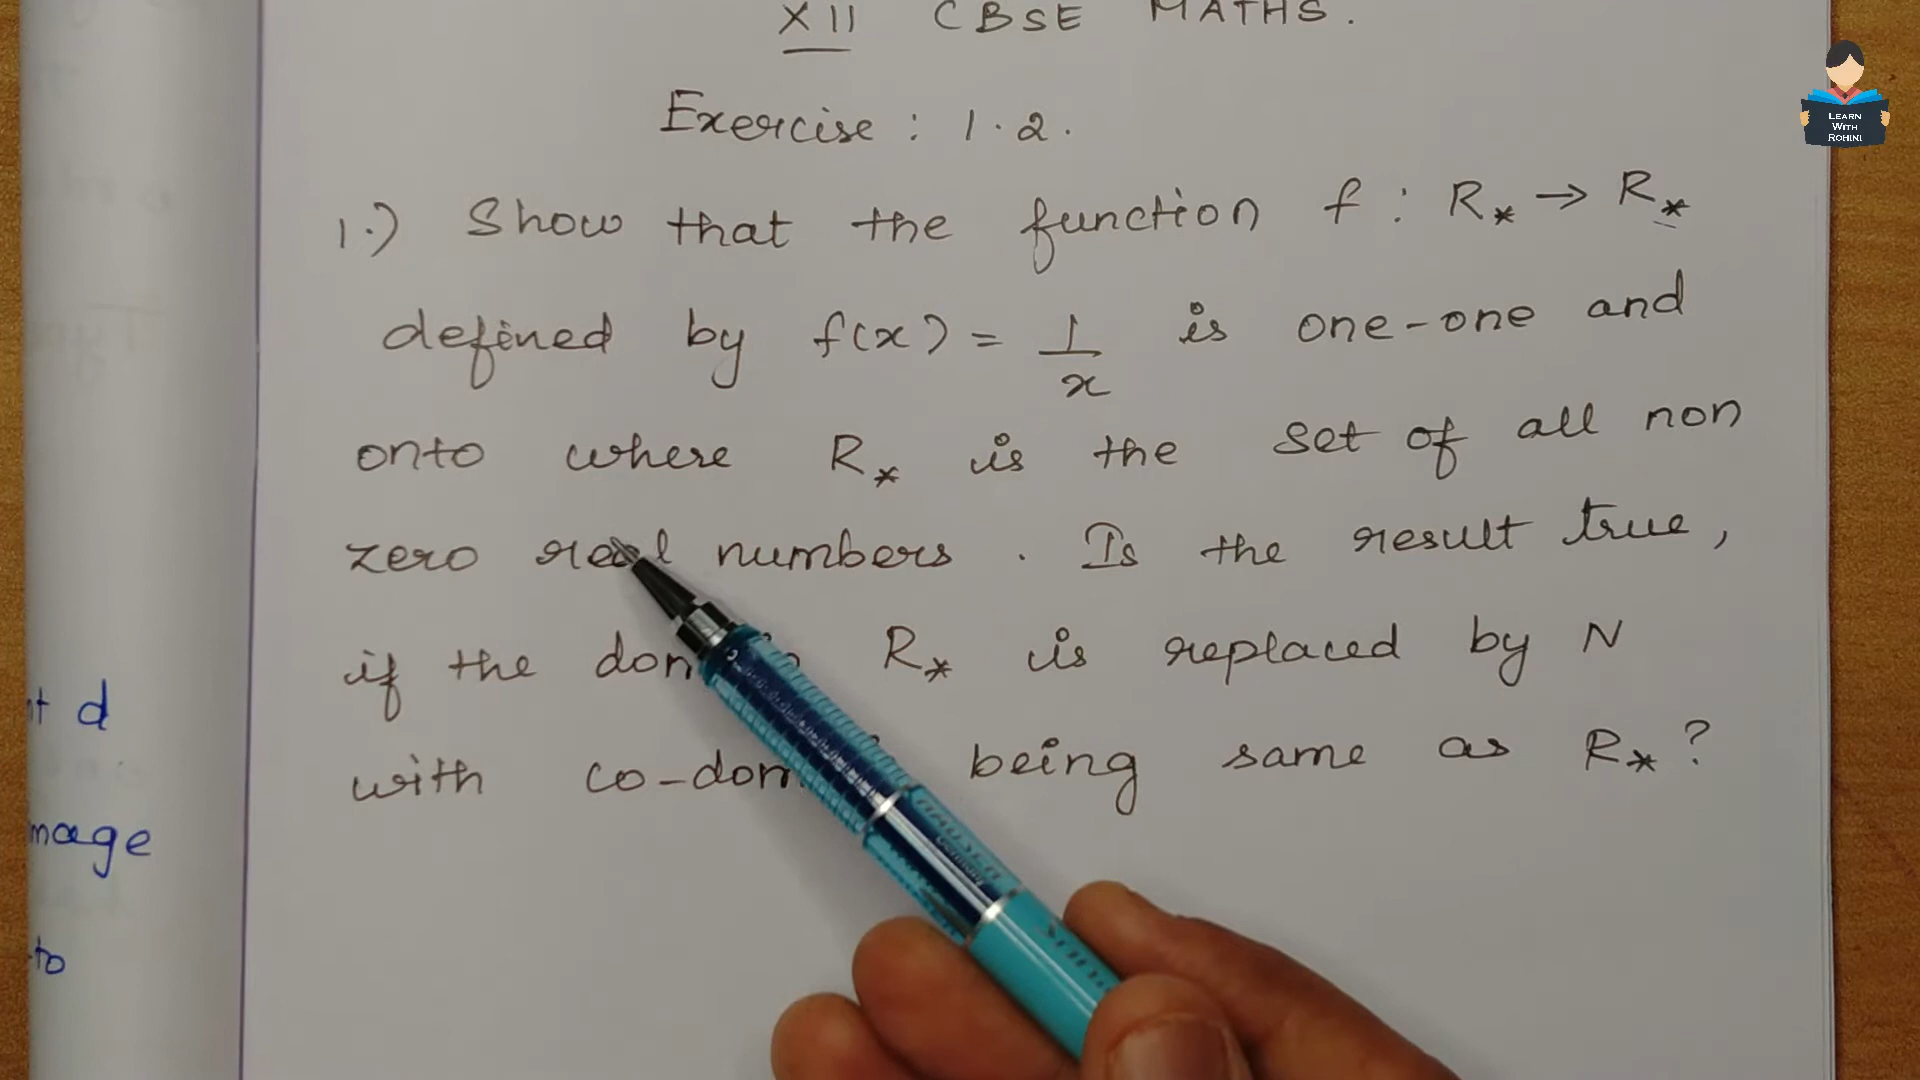 XII CBSE MATHS.
Exercise : 1.2.
1.) Show that the function f : R* → R*
defined by f(x) = 1/x is one-one and
onto where R* is the set of all non
zero real numbers . Is the result true,
if the R* is replaced by N
with being same as R* ?
d
to
LEARN
WITH
ROHINI